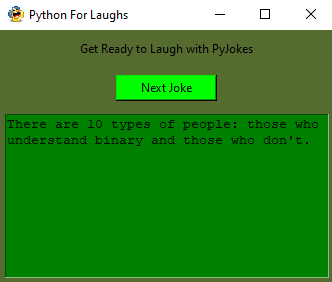 Python For Laughs
Get Ready to Laugh with PyJokes
Next Joke
There are 10 types of people: those who
understand binary and those who don't.